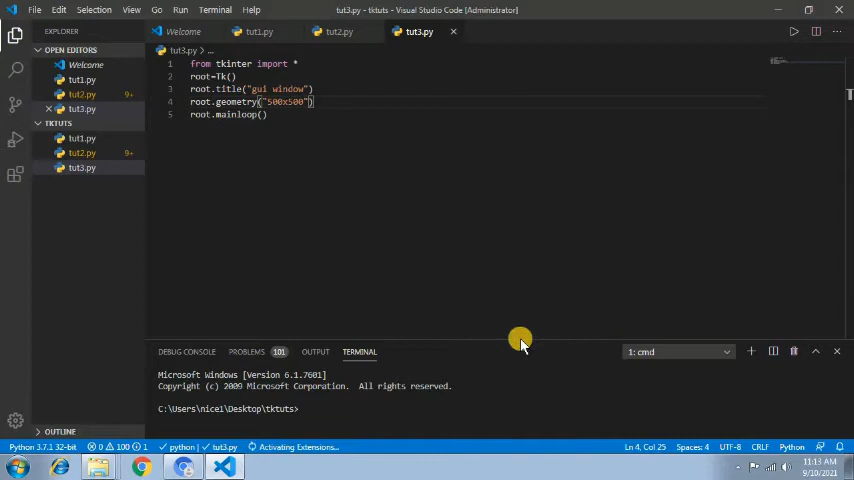 File Edit Selection View Go Run Terminal Help tut3.py - tktuts - Visual Studio Code [Administrator]
EXPLORER Welcome tut1.py tut2.py tut3.py
OPEN EDITORS
Welcome
tut1.py
tut2.py 9+
tut3.py
TKTUTS
tut1.py
tut2.py 9+
tut3.py
OUTLINE
tut3.py > ...
1 from tkinter import *
2 root=Tk()
3 root.title("gui window")
4 root.geometry("500x500")
5 root.mainloop()
DEBUG CONSOLE PROBLEMS 101 OUTPUT TERMINAL 1: cmd
Microsoft Windows [Version 6.1.7601]
Copyright (c) 2009 Microsoft Corporation. All rights reserved.
C:\Users\nice1\Desktop\tktuts>
Python 3.7.1 32-bit 0 100 1 python tut3.py Activating Extensions... Ln 4, Col 25 Spaces: 4 UTF-8 CRLF Python
11:13 AM
9/10/2021